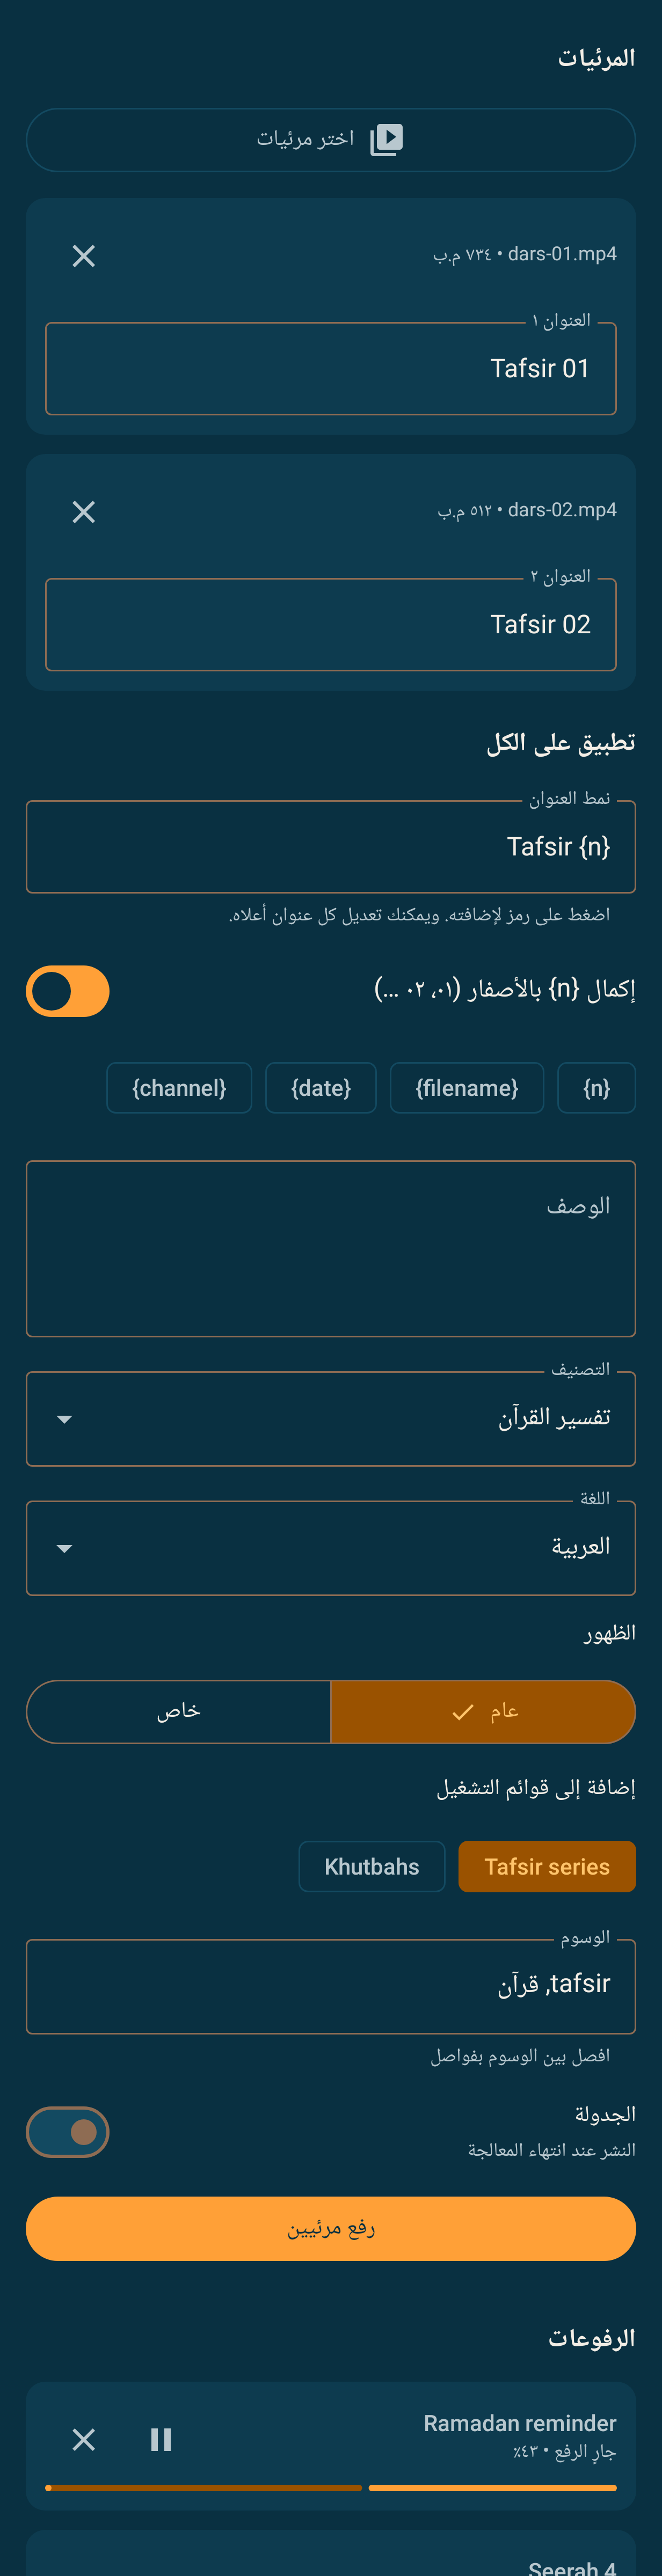 المرئيات
اختر مرئيات
dars-01.mp4 • ٧٣٤ م.ب
العنوان ١
Tafsir 01
dars-02.mp4 • ٥١٢ م.ب
العنوان ٢
Tafsir 02
تطبيق على الكل
نمط العنوان
Tafsir {n}
اضغط على رمز لإضافته. ويمكنك تعديل كل عنوان أعلاه.
إكمال {n} بالأصفار (٠١، ٠٢ ...)
{n} {filename} {date} {channel}
الوصف
التصنيف
تفسير القرآن
اللغة
العربية
الظهور
عام خاص
إضافة إلى قوائم التشغيل
Tafsir series Khutbahs
الوسوم
tafsir, قرآن
افصل بين الوسوم بفواصل
الجدولة
النشر عند انتهاء المعالجة
رفع مرئيين
الرفوعات
Ramadan reminder
جارٍ الرفع • ٤٣٪
Seerah 4